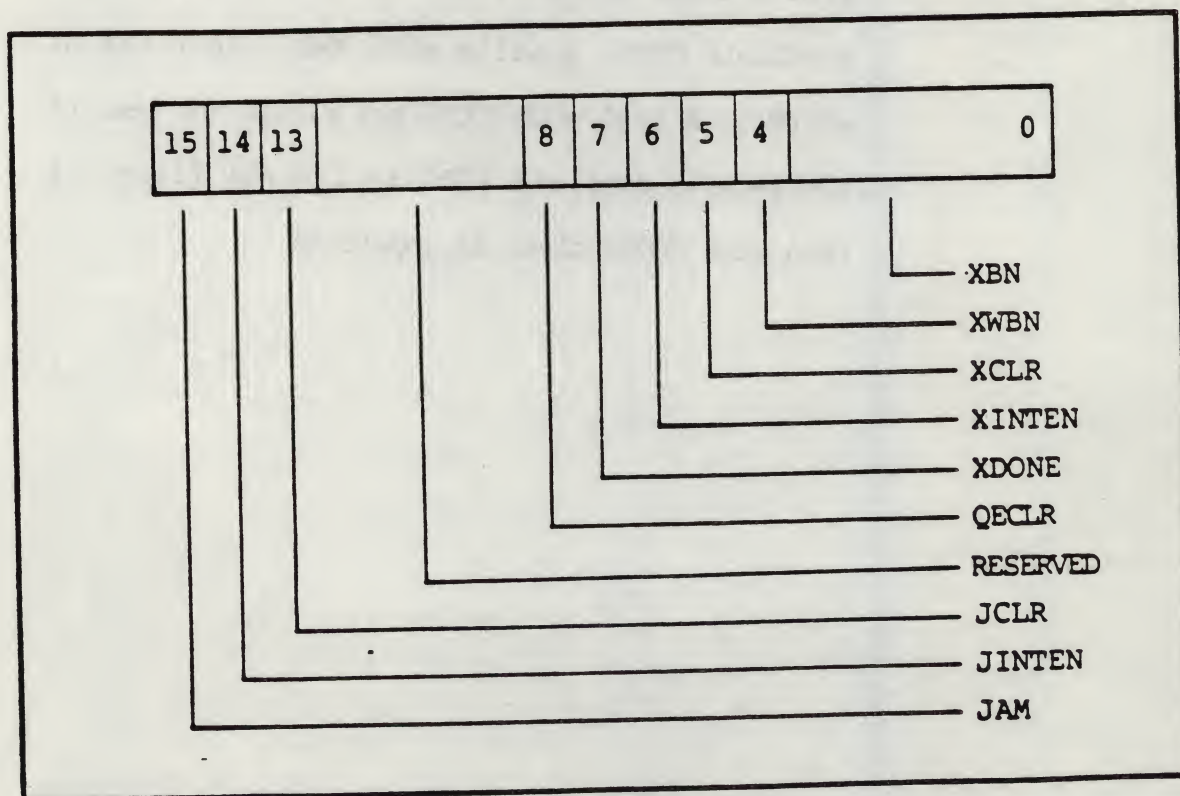 15 14 13 8 7 6 5 4 0
XBN
XWBN
XCLR
XINTEN
XDONE
QECLR
RESERVED
JCLR
JINTEN
JAM